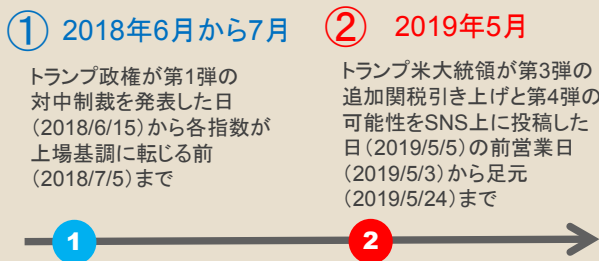 ① 2018年6月から7月
トランプ政権が第1弾の
対中制裁を発表した日
(2018/6/15)から各指数が
上場基調に転じる前
(2018/7/5)まで
② 2019年5月
トランプ米大統領が第3弾の
追加関税引き上げと第4弾の
可能性をSNS上に投稿した
日(2019/5/5)の前営業日
(2019/5/3)から足元
(2019/5/24)まで
1
2